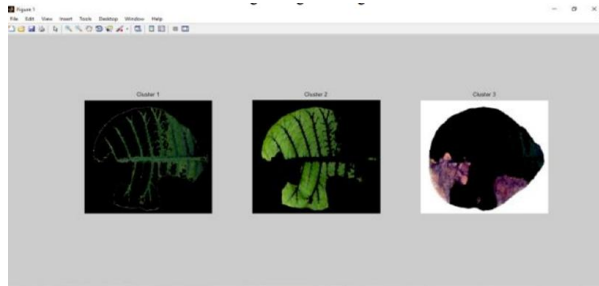 Figure 1
File Edit View Insert Tools Desktop Window Help
Cluster 1 Cluster 2 Cluster 3